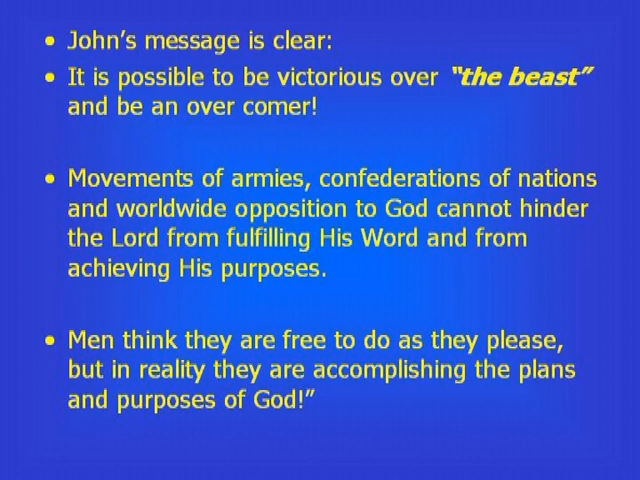 • John’s message is clear:
• It is possible to be victorious over “the beast”
and be an over comer!
• Movements of armies, confederations of nations
and worldwide opposition to God cannot hinder
the Lord from fulfilling His Word and from
achieving His purposes.
• Men think they are free to do as they please,
but in reality they are accomplishing the plans
and purposes of God!”